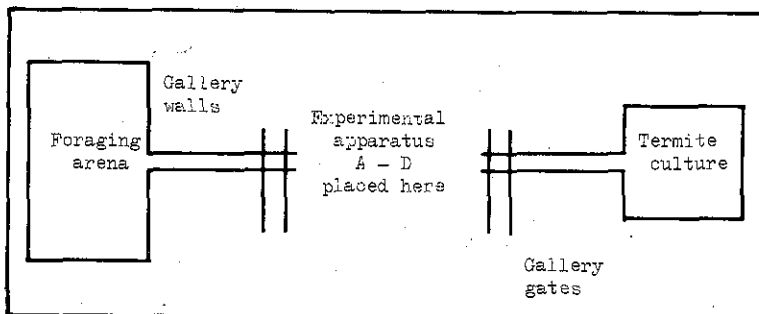 Gallery
walls
Foraging
arena
Experimental
apparatus
A - D
placed here
Termite
culture
Gallery
gates